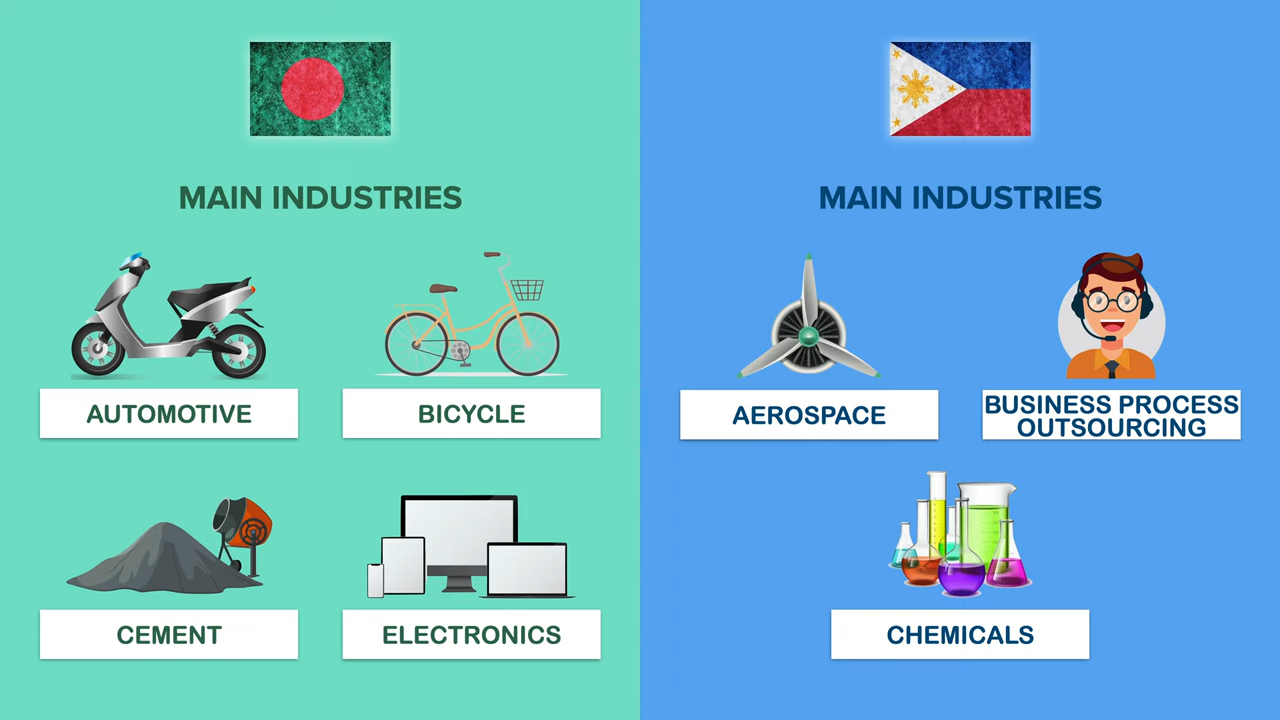 MAIN INDUSTRIES
AUTOMOTIVE
BICYCLE
CEMENT
ELECTRONICS
MAIN INDUSTRIES
AEROSPACE
BUSINESS PROCESS
OUTSOURCING
CHEMICALS